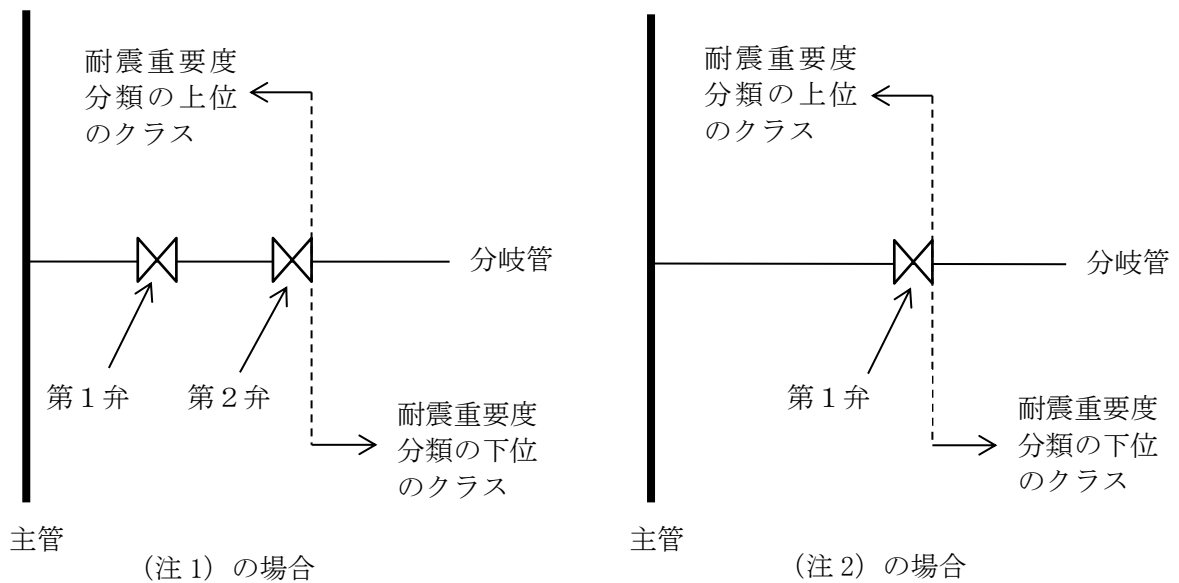 耐震重要度
分類の上位
のクラス
分岐管
第1弁
第2弁
耐震重要度
分類の下位
のクラス
主管
（注1）の場合
耐震重要度
分類の上位
のクラス
分岐管
第1弁
耐震重要度
分類の下位
のクラス
主管
（注2）の場合